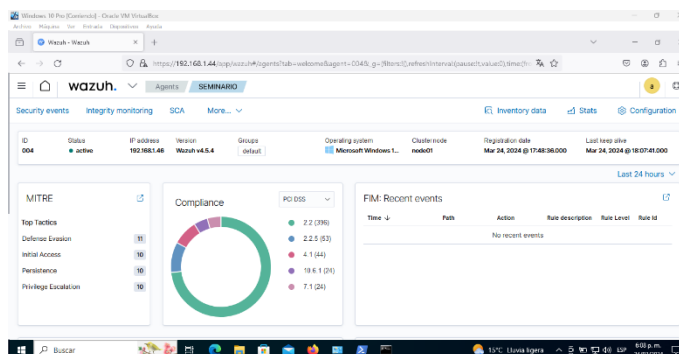 Windows 10 Pro [Corriendo] - Oracle VM VirtualBox
Archivo Máquina Ver Entrada Dispositivos Ayuda
Wazuh - Wazuh
https://192.168.1.44/app/wazuh#/agents?tab=welcome&agent=004&_g=(filters:!(),refreshInterval:(pause:!t,value:0),time:(fr
wazuh. Agents SEMINARIO a
Security events Integrity monitoring SCA More... Inventory data Stats Configuration
ID Status IP address Version Groups Operating system Cluster node Registration date Last keep alive
004 active 192.168.1.46 Wazuh v4.5.4 default Microsoft Windows 1... node01 Mar 24, 2024 @ 17:48:36.000 Mar 24, 2024 @ 18:07:41.000
Last 24 hours
MITRE
Top Tactics
Defense Evasion 11
Initial Access 10
Persistence 10
Privilege Escalation 10
Compliance PCI DSS
2.2 (396)
2.2.5 (53)
4.1 (44)
10.6.1 (24)
7.1 (24)
FIM: Recent events
Time Path Action Rule description Rule Level Rule Id
No recent events
Buscar 15°C Lluvia ligera ESP 6:08 p. m.